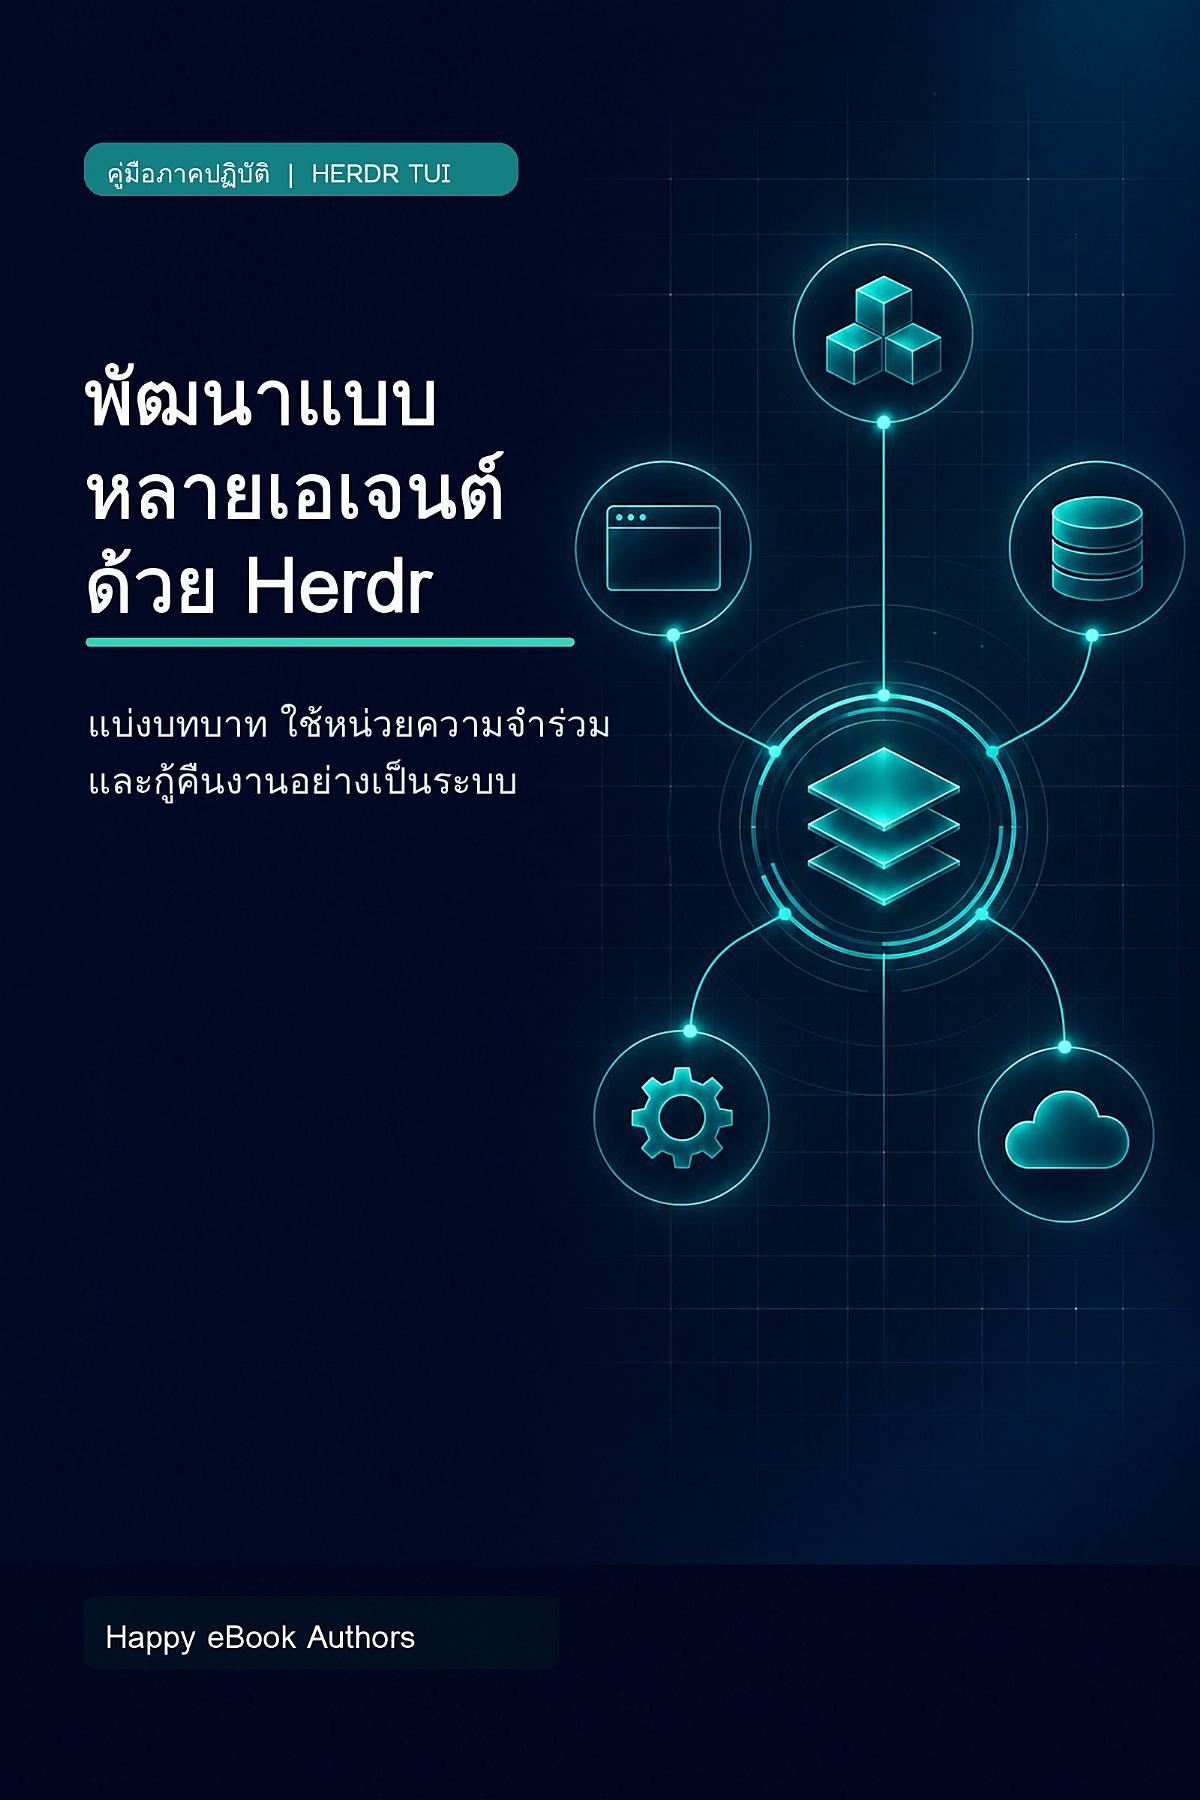 คู่มือภาคปฏิบัติ | HERDR TUI
พัฒนาแบบ
หลายเอเจนต์
ด้วย Herdr
แบ่งบทบาท ใช้หน่วยความจำร่วม
และกู้คืนงานอย่างเป็นระบบ
Happy eBook Authors